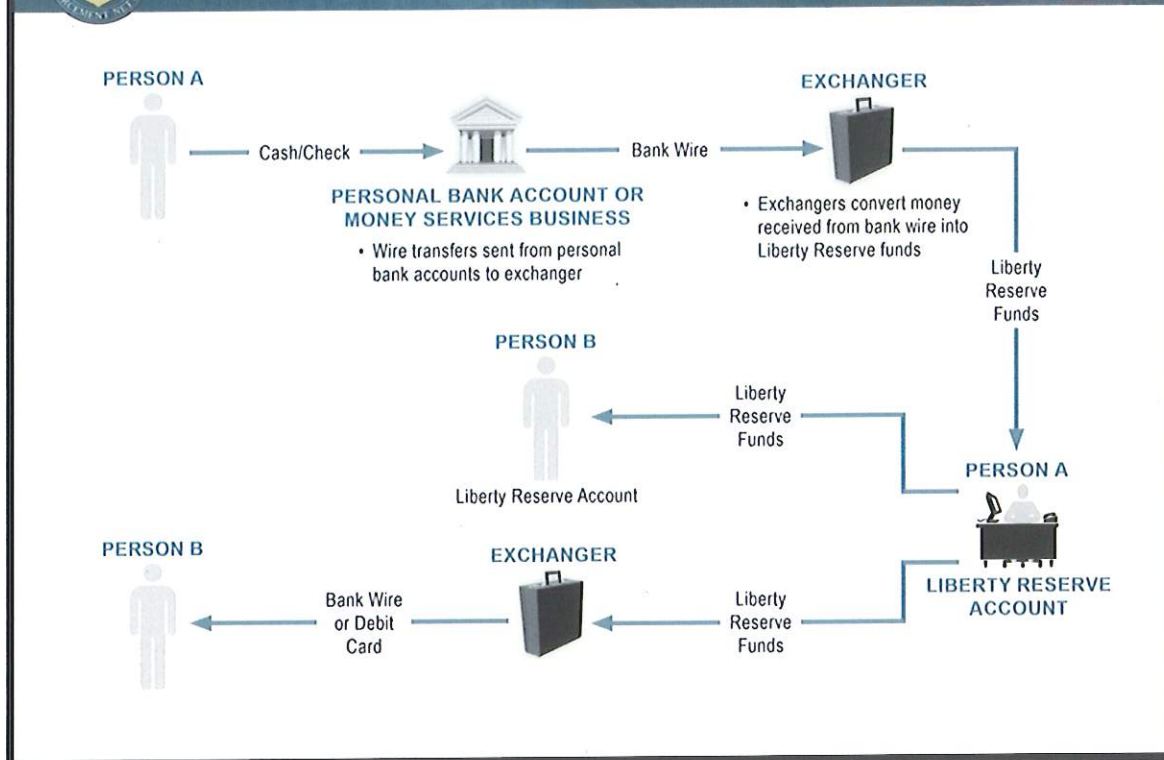 RCEMENT NET
PERSON A
Cash/Check
PERSONAL BANK ACCOUNT OR
MONEY SERVICES BUSINESS
• Wire transfers sent from personal
bank accounts to exchanger
Bank Wire
EXCHANGER
• Exchangers convert money
received from bank wire into
Liberty Reserve funds
Liberty
Reserve
Funds
PERSON A
LIBERTY RESERVE
ACCOUNT
Liberty
Reserve
Funds
PERSON B
Liberty Reserve Account
Liberty
Reserve
Funds
EXCHANGER
Bank Wire
or Debit
Card
PERSON B